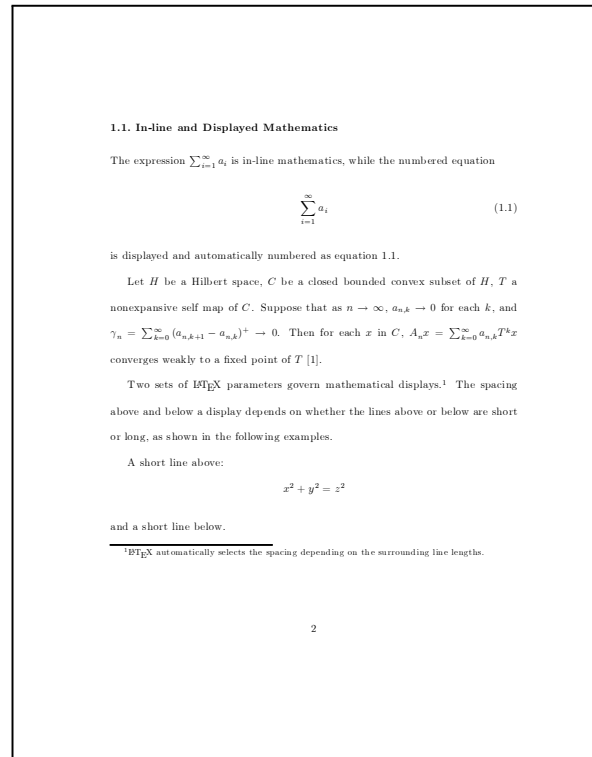 1.1. In-line and Displayed Mathematics
The expression ∑_{i=1}^{∞} a_i is in-line mathematics, while the numbered equation
∑_{i=1}^{∞} a_i (1.1)
is displayed and automatically numbered as equation 1.1.
Let H be a Hilbert space, C be a closed bounded convex subset of H, T a
nonexpansive self map of C. Suppose that as n → ∞, a_{n,k} → 0 for each k, and
γ_n = ∑_{k=0}^{∞} (a_{n,k+1} − a_{n,k})^+ → 0. Then for each x in C, A_n x = ∑_{k=0}^{∞} a_{n,k} T^k x
converges weakly to a fixed point of T [1].
Two sets of LATEX parameters govern mathematical displays.¹ The spacing
above and below a display depends on whether the lines above or below are short
or long, as shown in the following examples.
A short line above:
x² + y² = z²
and a short line below.
¹LATEX automatically selects the spacing depending on the surrounding line lengths.
2